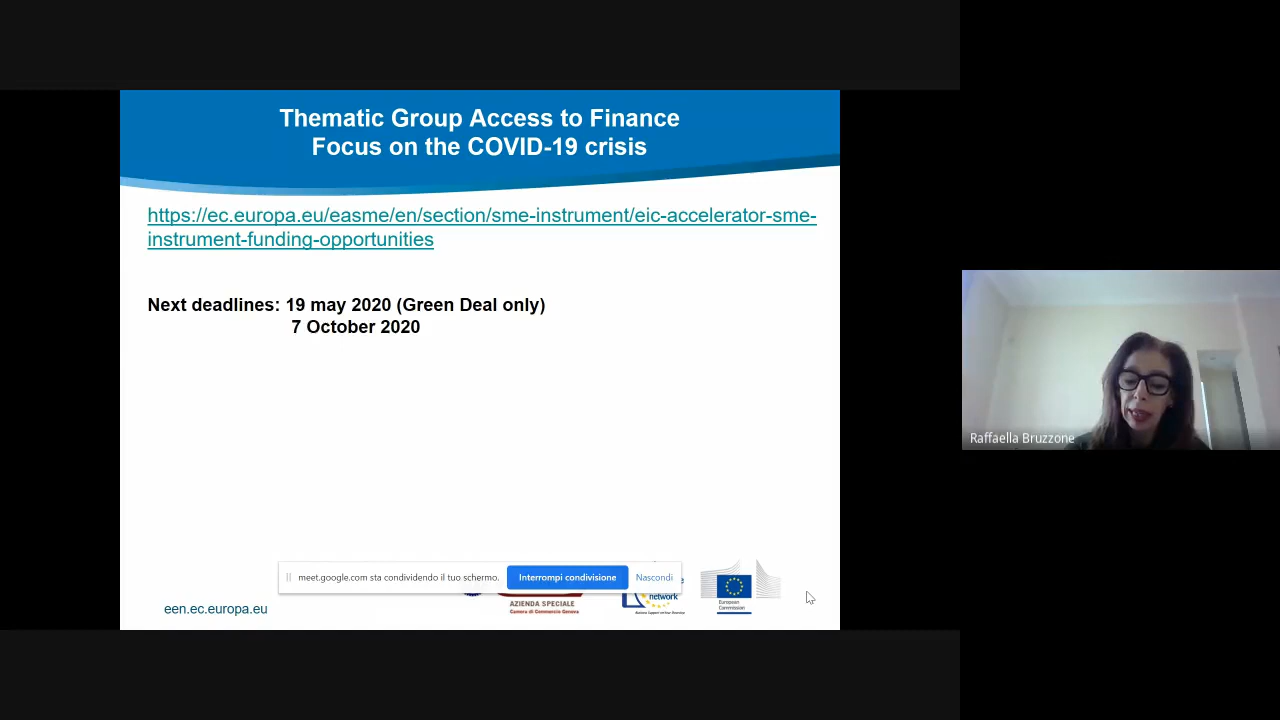 Thematic Group Access to Finance
Focus on the COVID-19 crisis
https://ec.europa.eu/easme/en/section/sme-instrument/eic-accelerator-sme-
instrument-funding-opportunities
Next deadlines: 19 may 2020 (Green Deal only)
7 October 2020
Raffaella Bruzzone
meet.google.com sta condividendo il tuo schermo.
Interrompi condivisione
Nascondi
een.ec.europa.eu
AZIENDA SPECIALE
Camera di Commercio Genova
network
European
Commission